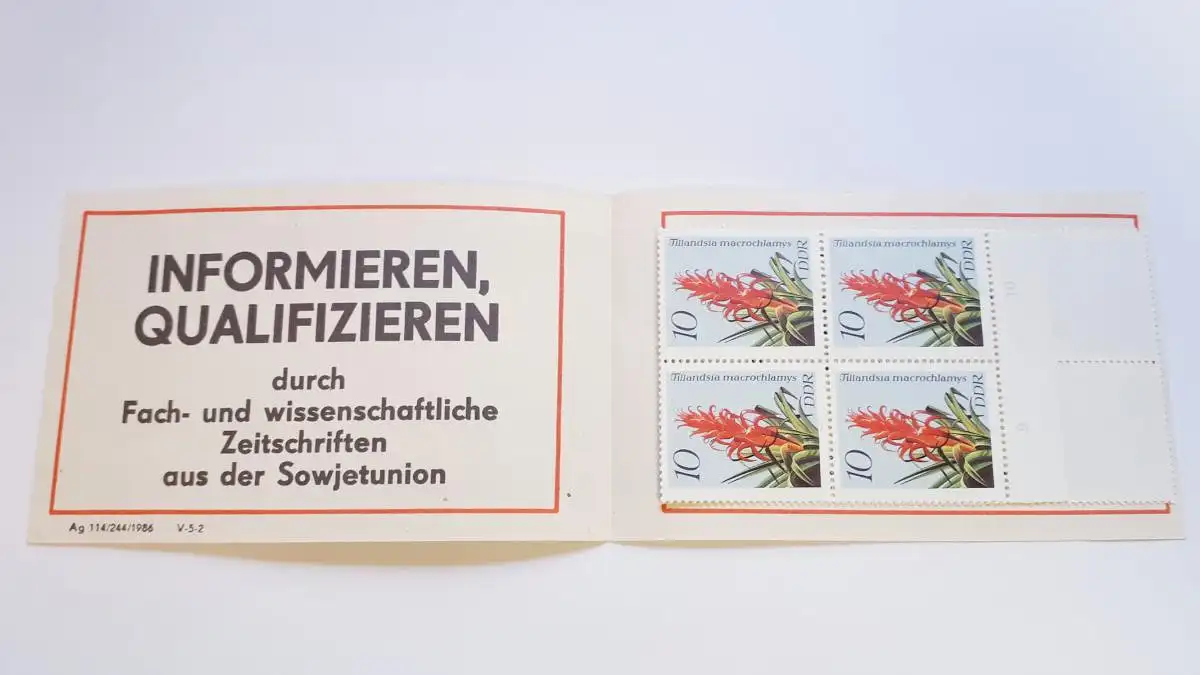 INFORMIEREN,
QUALIFIZIEREN
durch
Fach- und wissenschaftliche
Zeitschriften
aus der Sowjetunion
Ag 114/244/1986 V-5-2
Tillandsia macrochlamys
DDR
10
Tillandsia macrochlamys
DDR
10
Tillandsia macrochlamys
DDR
10
Tillandsia macrochlamys
DDR
10
10